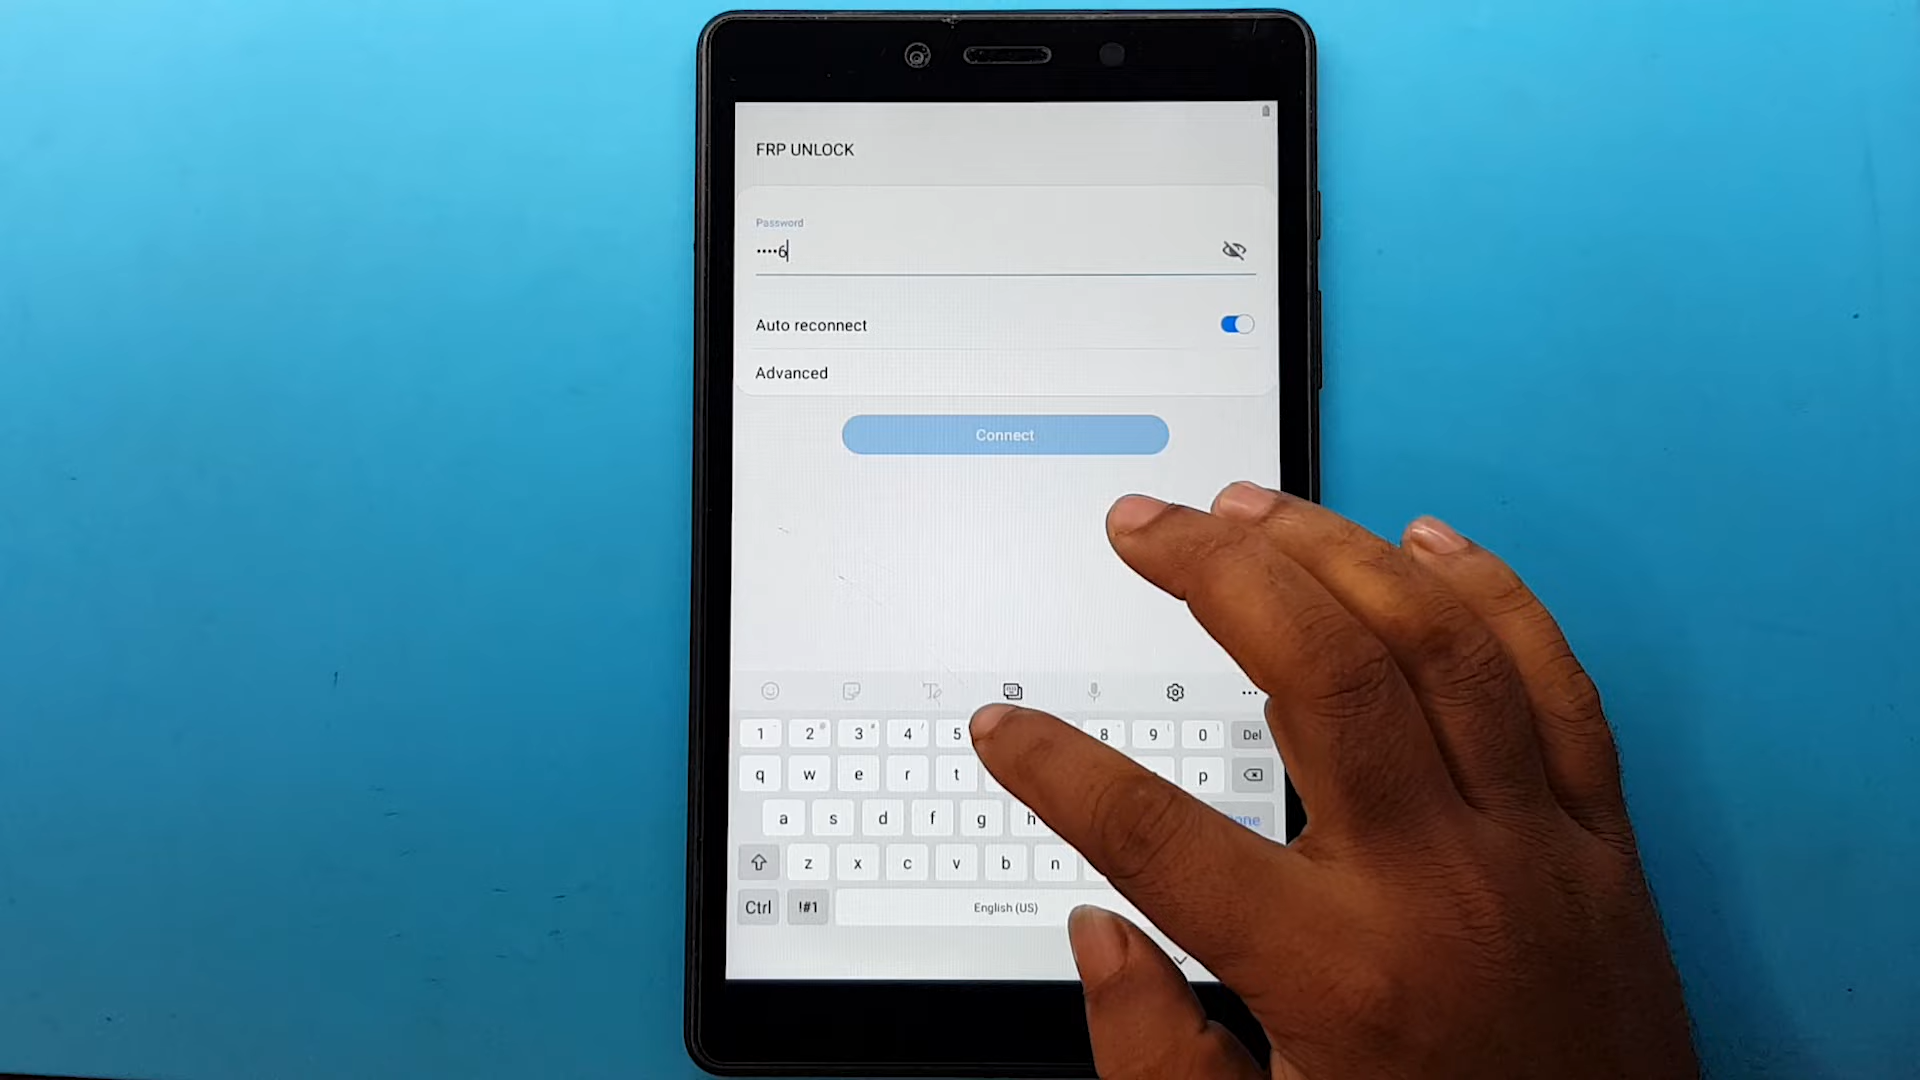 FRP UNLOCK
Password
••••6
Auto reconnect
Advanced
Connect
1 2 3 4 5 8 9 0 Del
q w e r t p
a s d f g h
z x c v b n
Ctrl !#1 English (US)